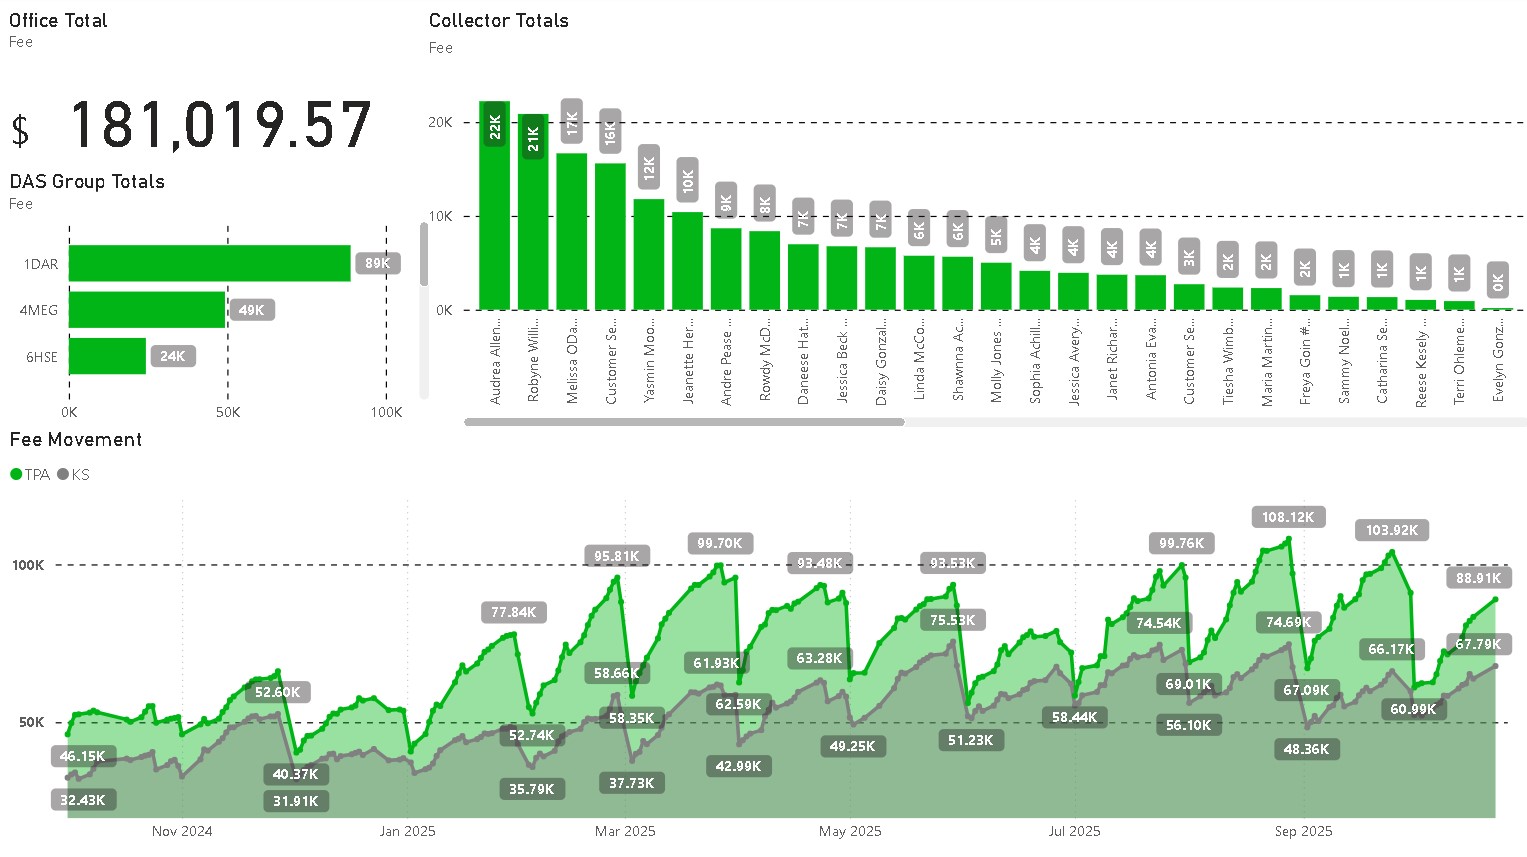 Office Total
Fee
$ 181,019.57
DAS Group Totals
Fee
1DAR 89K
4MEG 49K
6HSE 24K
0K 50K 100K
Collector Totals
Fee
20K
10K
0K
22K 21K 17K 16K 12K 10K 9K 8K 7K 7K 7K 6K 6K 5K 4K 4K 4K 4K 3K 2K 2K 2K 1K 1K 1K 1K 0K
Audrea Allen...
Robyne Willi...
Melissa ODa...
Customer Se...
Yasmin Moo...
Jeanette Her...
Andre Pease ...
Rowdy McD...
Daneese Hat...
Jessica Beck ...
Daisy Gonzal...
Linda McCo...
Shawnna Ac...
Molly Jones ...
Sophia Achill...
Jessica Avery...
Janet Richar...
Antonia Eva...
Customer Se...
Tiesha Wimb...
Maria Martin...
Freya Goin #...
Sammy Noel...
Catharina Se...
Reese Kesely ...
Terri Ohleme...
Evelyn Gonz...
Fee Movement
TPA KS
100K
50K
46.15K
32.43K
52.60K
40.37K
31.91K
77.84K
52.74K
35.79K
95.81K
58.66K
58.35K
37.73K
99.70K
61.93K
62.59K
42.99K
93.48K
63.28K
49.25K
93.53K
75.53K
51.23K
58.44K
99.76K
74.54K
69.01K
56.10K
108.12K
74.69K
67.09K
48.36K
103.92K
66.17K
60.99K
88.91K
67.79K
Nov 2024 Jan 2025 Mar 2025 May 2025 Jul 2025 Sep 2025